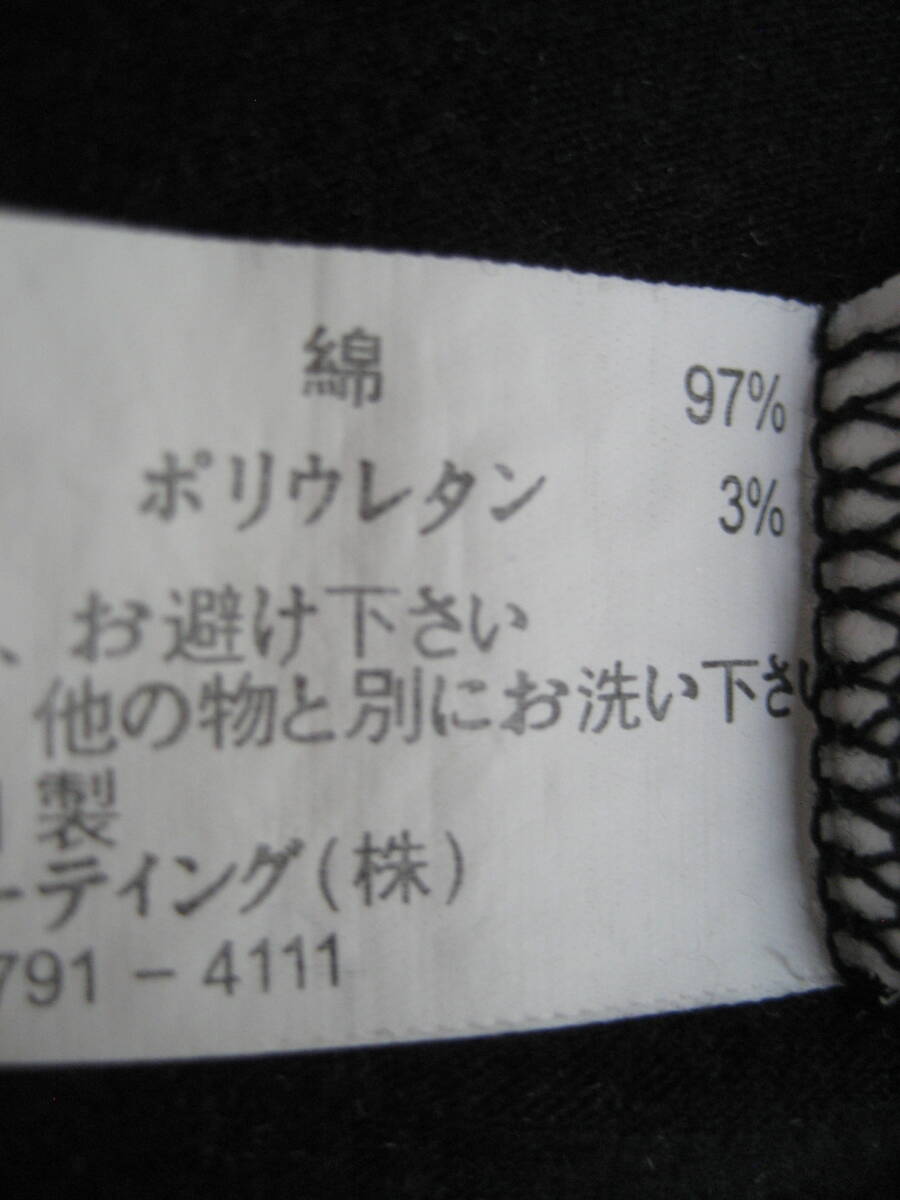 綿 97%
ポリウレタン 3%
、お避け下さい
他の物と別にお洗い下さい
製
ーティング(株)
791-4111